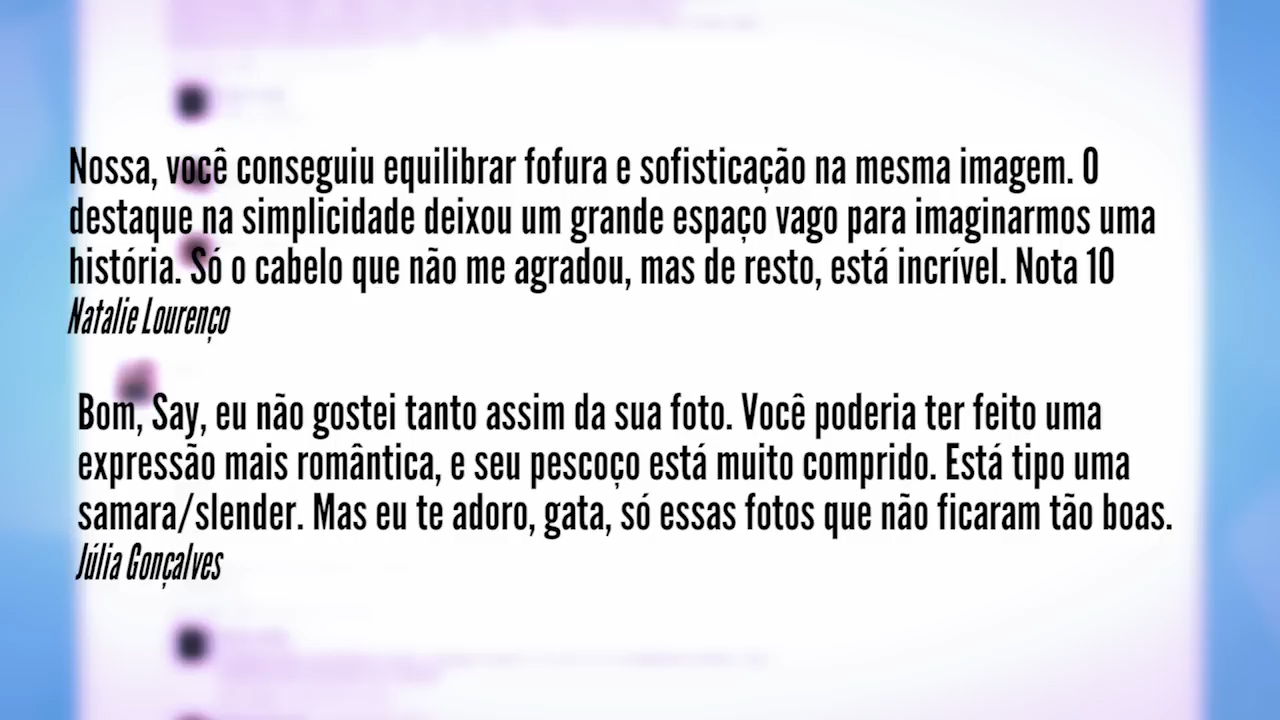 Nossa, você conseguiu equilibrar fofura e sofisticação na mesma imagem. O
destaque na simplicidade deixou um grande espaço vago para imaginarmos uma
história. Só o cabelo que não me agradou, mas de resto, está incrível. Nota 10
Natalie Lourenço
Bom, Say, eu não gostei tanto assim da sua foto. Você poderia ter feito uma
expressão mais romântica, e seu pescoço está muito comprido. Está tipo uma
samara/slender. Mas eu te adoro, gata, só essas fotos que não ficaram tão boas.
Júlia Gonçalves